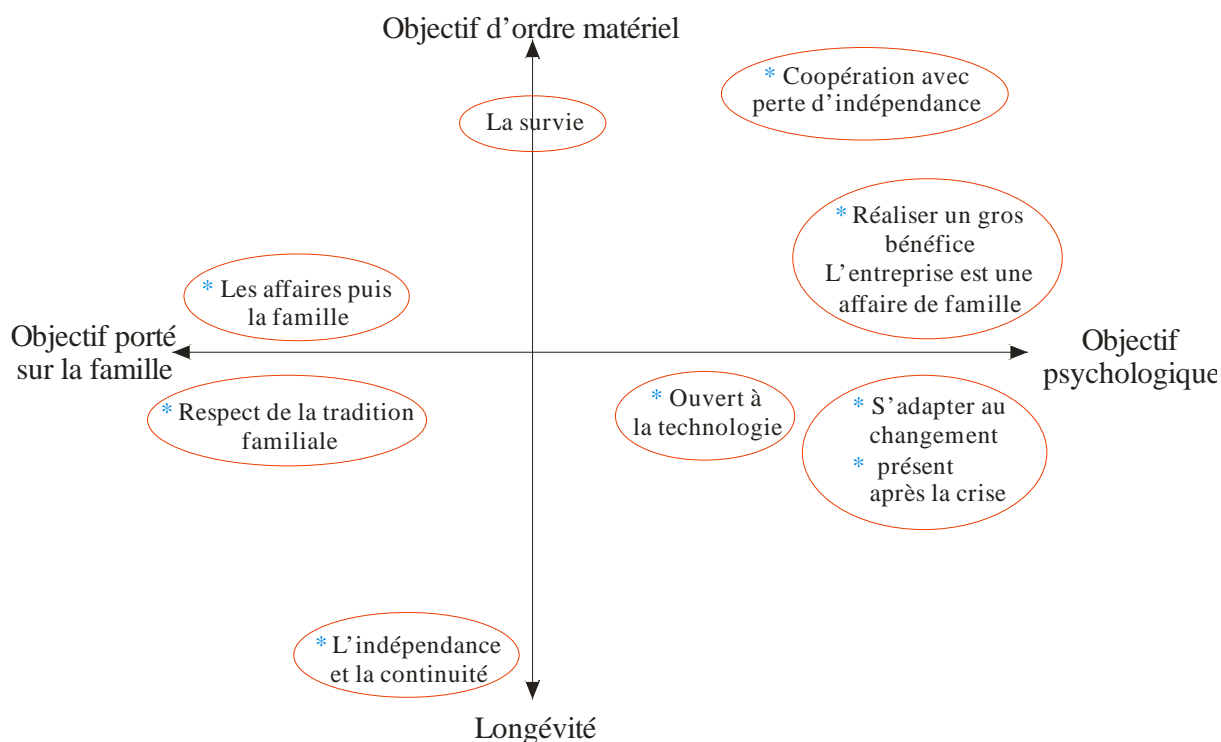 Objectif d'ordre matériel
* Coopération avec
perte d'indépendance
La survie
* Réaliser un gros
bénéfice
L'entreprise est une
affaire de famille
* Les affaires puis
la famille
Objectif porté
sur la famille
Objectif
psychologique
* Respect de la tradition
familiale
* Ouvert à
la technologie
* S'adapter au
changement
* présent
après la crise
* L'indépendance
et la continuité
Longévité